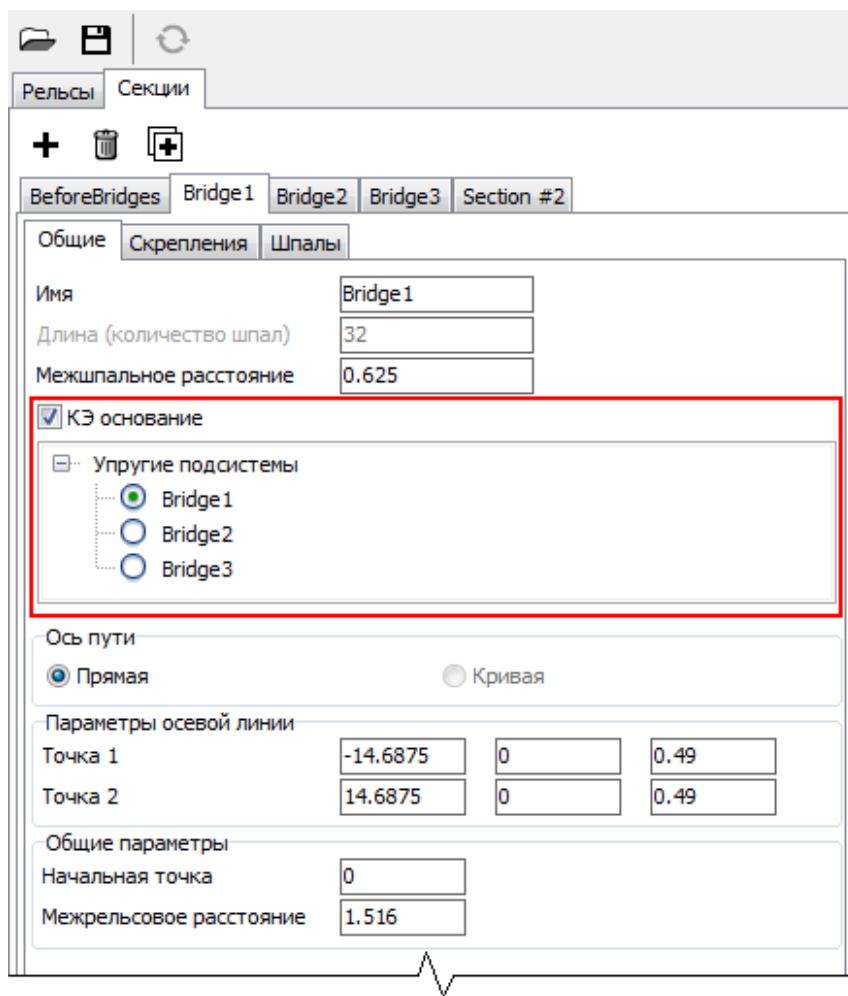 Рельсы Секции
BeforeBridges Bridge1 Bridge2 Bridge3 Section #2
Общие Скрепления Шпалы
Имя Bridge1
Длина (количество шпал) 32
Межшпальное расстояние 0.625
КЭ основание
Упругие подсистемы
Bridge1
Bridge2
Bridge3
Ось пути
Прямая Кривая
Параметры осевой линии
Точка 1 -14.6875 0 0.49
Точка 2 14.6875 0 0.49
Общие параметры
Начальная точка 0
Межрельсовое расстояние 1.516